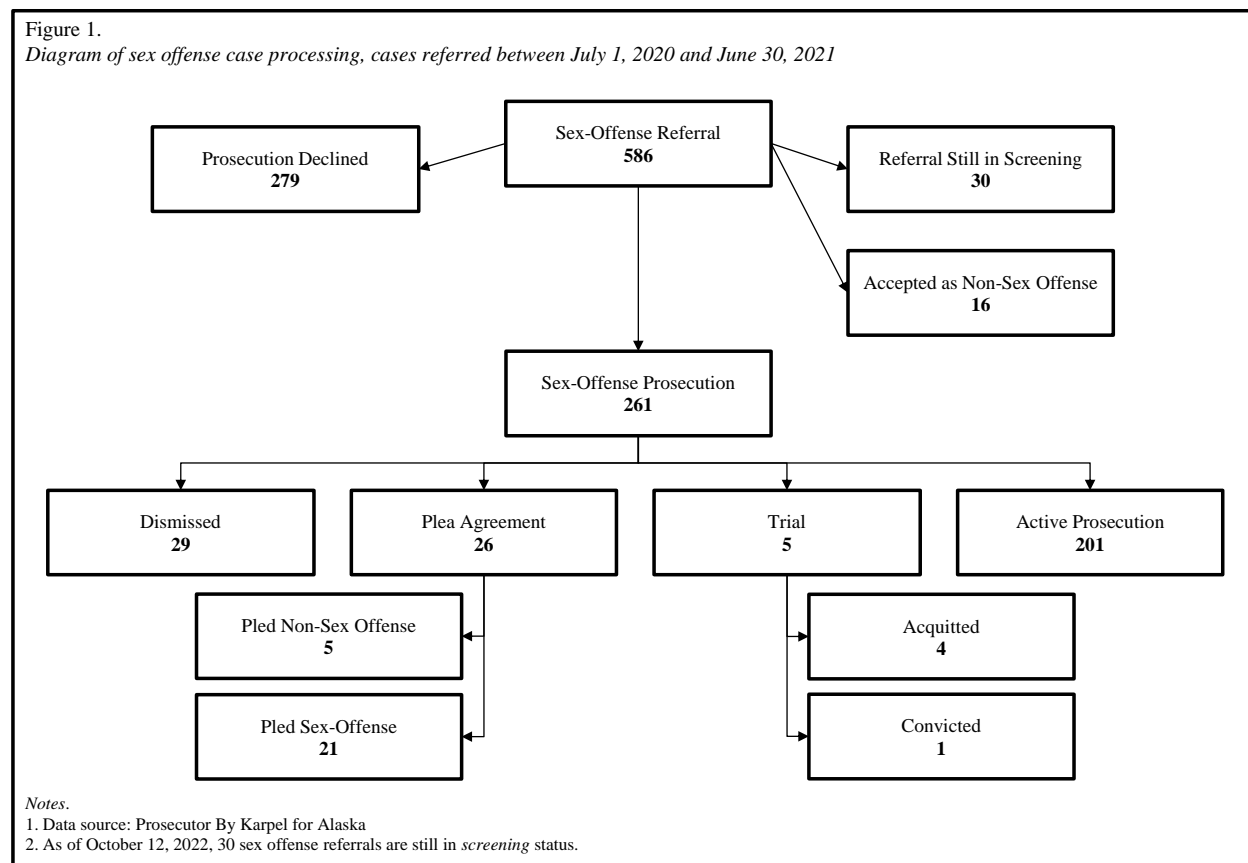 Figure 1.
Diagram of sex offense case processing, cases referred between July 1, 2020 and June 30, 2021
Sex-Offense Referral
586
Prosecution Declined
279
Referral Still in Screening
30
Accepted as Non-Sex Offense
16
Sex-Offense Prosecution
261
Dismissed
29
Plea Agreement
26
Trial
5
Active Prosecution
201
Pled Non-Sex Offense
5
Acquitted
4
Pled Sex-Offense
21
Convicted
1
Notes.
1. Data source: Prosecutor By Karpel for Alaska
2. As of October 12, 2022, 30 sex offense referrals are still in screening status.